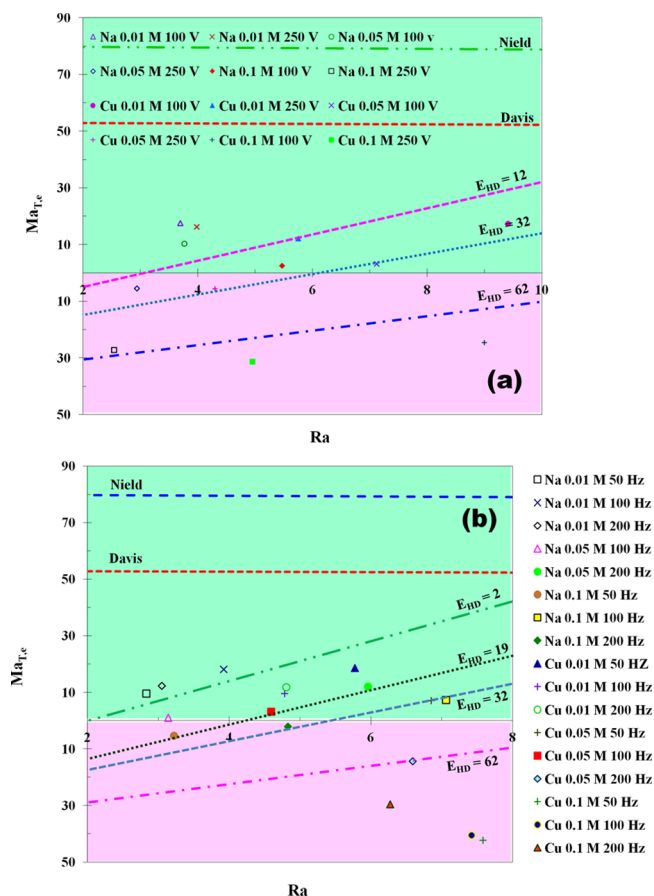 90
Nield
△ Na 0.01 M 100 V × Na 0.01 M 250 V ○ Na 0.05 M 100 v
70
◇ Na 0.05 M 250 V ◆ Na 0.1 M 100 V □ Na 0.1 M 250 V
● Cu 0.01 M 100 V ▲ Cu 0.01 M 250 V × Cu 0.05 M 100 V
50
Davis
+ Cu 0.05 M 250 V + Cu 0.1 M 100 V ■ Cu 0.1 M 250 V
Ma_T,e
30
E_HD = 12
10
E_HD = 32
2 4 6 8 10
10
E_HD = 62
30
(a)
50
Ra
90
Nield
(b)
70
Davis
50
Ma_T,e
30
E_HD = 2
10
E_HD = 19
E_HD = 32
2 4 6 8
10
E_HD = 62
30
50
Ra
□ Na 0.01 M 50 Hz
× Na 0.01 M 100 Hz
◇ Na 0.01 M 200 Hz
△ Na 0.05 M 100 Hz
● Na 0.05 M 200 Hz
● Na 0.1 M 50 Hz
■ Na 0.1 M 100 Hz
◆ Na 0.1 M 200 Hz
▲ Cu 0.01 M 50 HZ
+ Cu 0.01 M 100 Hz
○ Cu 0.01 M 200 Hz
+ Cu 0.05 M 50 Hz
■ Cu 0.05 M 100 Hz
◇ Cu 0.05 M 200 Hz
+ Cu 0.1 M 50 Hz
● Cu 0.1 M 100 Hz
▲ Cu 0.1 M 200 Hz